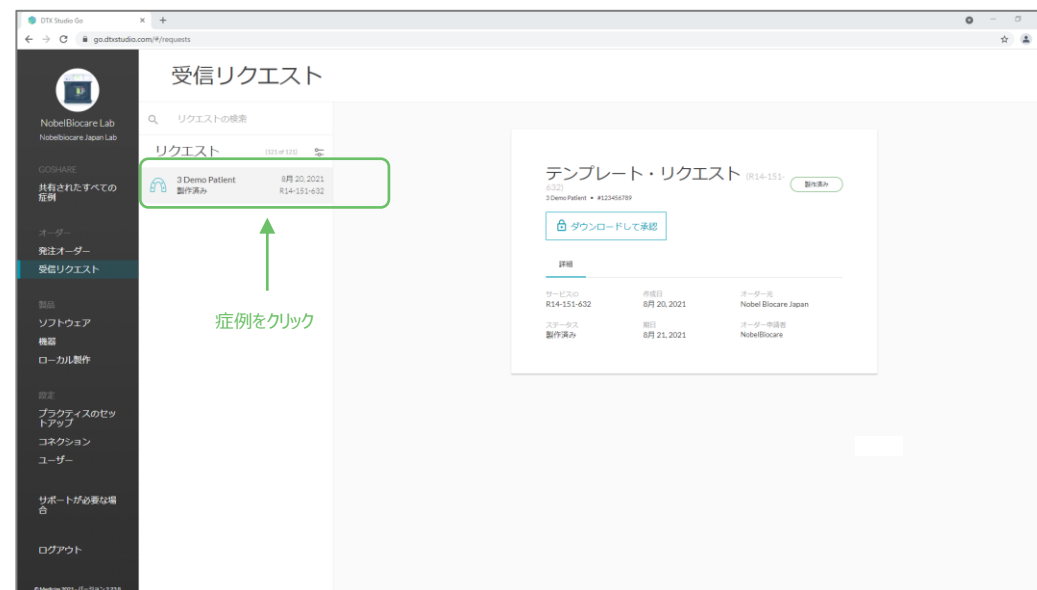 DTX Studio Go
go.dtxstudio.com/#/requests
NobelBiocare Lab
Nobelbiocare Japan Lab
GOSHARE
共有されたすべての
症例
オーダー
発注オーダー
受信リクエスト
製品
ソフトウェア
機器
ローカル製作
設定
プラクティスのセッ
トアップ
コネクション
ユーザー
サポートが必要な場
合
ログアウト
受信リクエスト
リクエストの検索
リクエスト
3 Demo Patient 8月 20, 2021
製作済み R14-151-632
症例をクリック
テンプレート・リクエスト (R14-151-
632)
製作済み
3 Demo Patient • #123456789
ダウンロードして承認
詳細
サービスID 作成日 オーダー元
R14-151-632 8月 20, 2021 Nobel Biocare Japan
ステータス 期日 オーダー申請者
製作済み 8月 21, 2021 NobelBiocare